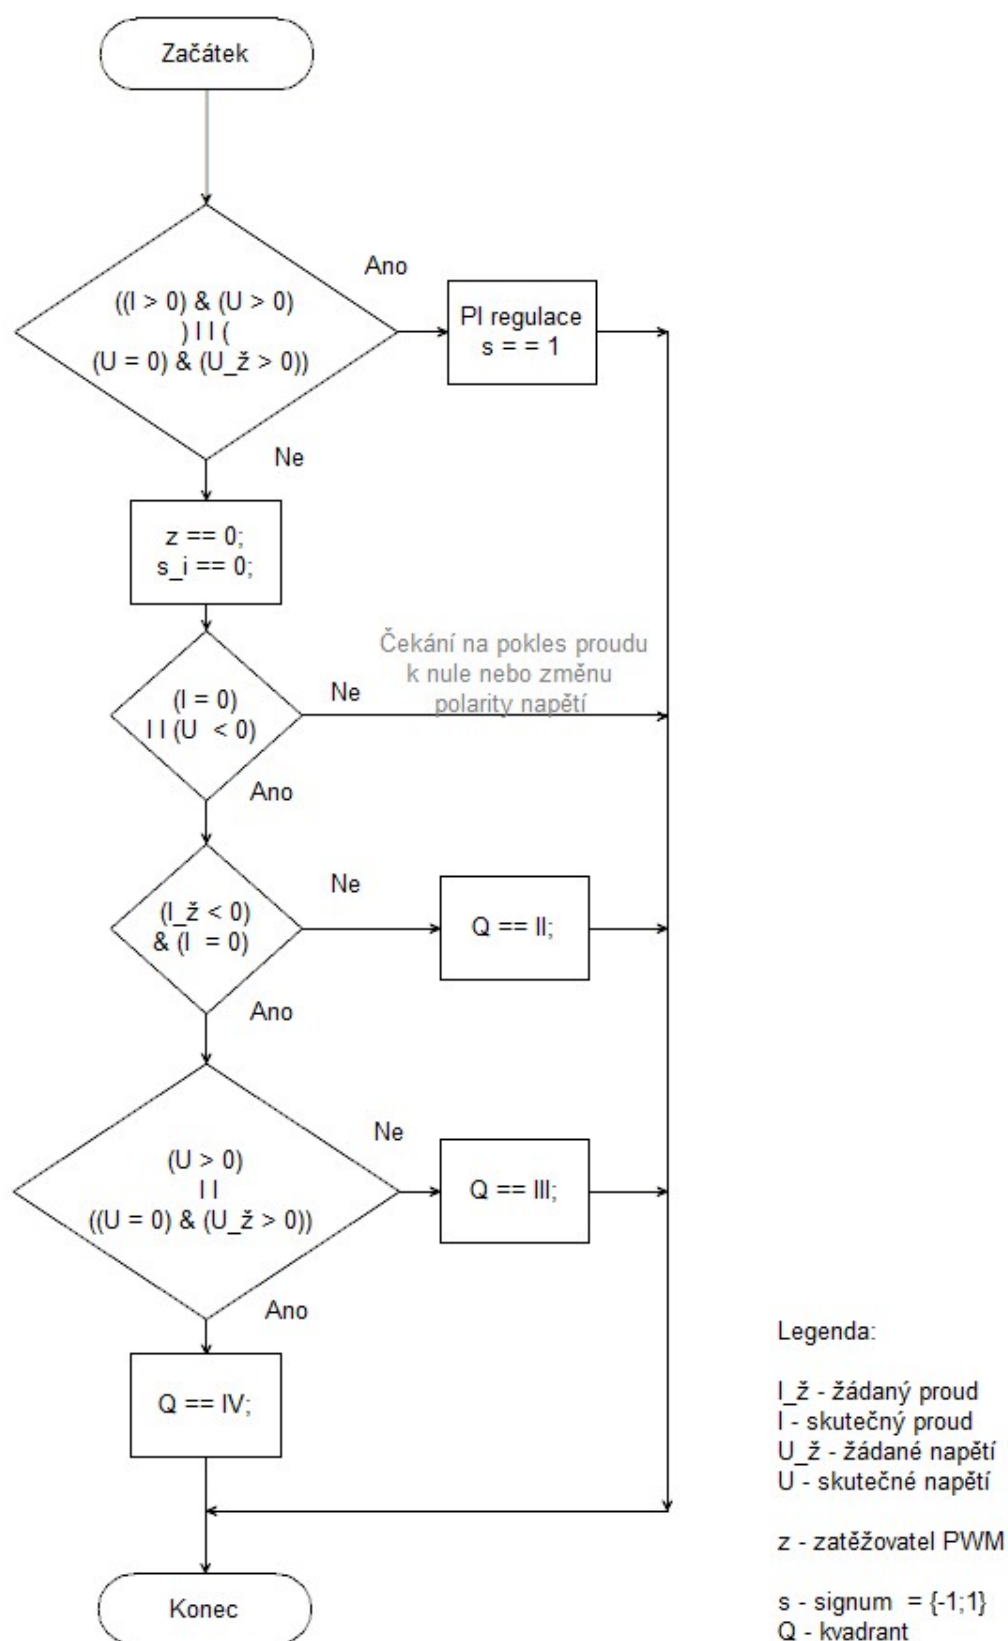 Začátek
((I > 0) & (U > 0)
) I I (
(U = 0) & (U_ž > 0))
Ano
PI regulace
s = = 1
Ne
z == 0;
s_i == 0;
Čekání na pokles proudu
k nule nebo změnu
polarity napětí
(I = 0)
I I (U < 0)
Ne
Ano
(I_ž < 0)
& (I = 0)
Ne
Q == II;
Ano
(U > 0)
I I
((U = 0) & (U_ž > 0))
Ne
Q == III;
Ano
Q == IV;
Konec
Legenda:
I_ž - žádaný proud
I - skutečný proud
U_ž - žádané napětí
U - skutečné napětí
z - zatěžovatel PWM
s - signum = {-1;1}
Q - kvadrant